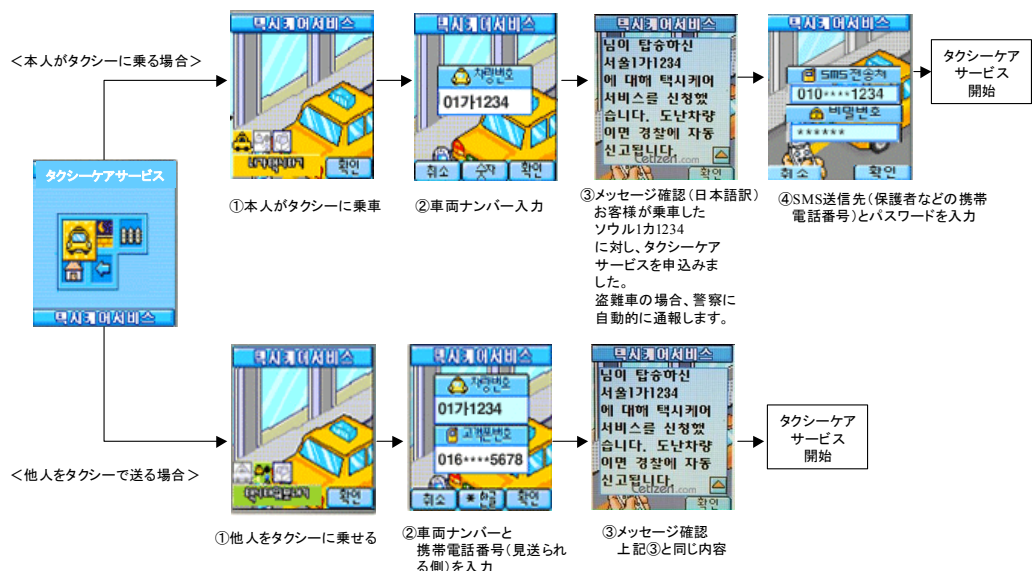 <本人がタクシーに乗る場合>
택시케어서비스
확인
①本人がタクシーに乗車
택시케어서비스
차량번호
01가1234
취소
숫자
확인
②車両ナンバー入力
택시케어서비스
님이 탑승하신
서울1가1234
에 대해 택시케어
서비스를 신청했
습니다. 도난차량
이면 경찰에 자동
신고됩니다.
Cetizen.com
확인
③メッセージ確認(日本語訳)
お客様が乗車した
ソウル1カ1234
に対し、タクシーケア
サービスを申込みま
した。
盗難車の場合、警察に
自動的に通報します。
택시케어서비스
SMS전송처
010****1234
비밀번호
******
취소
확인
④SMS送信先(保護者などの携帯
電話番号)とパスワードを入力
タクシーケア
サービス
開始
タクシーケアサービス
택시케어서비스
<他人をタクシーで送る場合>
택시케어서비스
확인
①他人をタクシーに乗せる
택시케어서비스
차량번호
01가1234
고객폰번호
016****5678
취소
*한글
확인
②車両ナンバーと
携帯電話番号(見送られ
る側)を入力
택시케어서비스
님이 탑승하신
서울1가1234
에 대해 택시케어
서비스를 신청했
습니다. 도난차량
이면 경찰에 자동
신고됩니다.
Cetizen.com
확인
③メッセージ確認
上記③と同じ内容
タクシーケア
サービス
開始